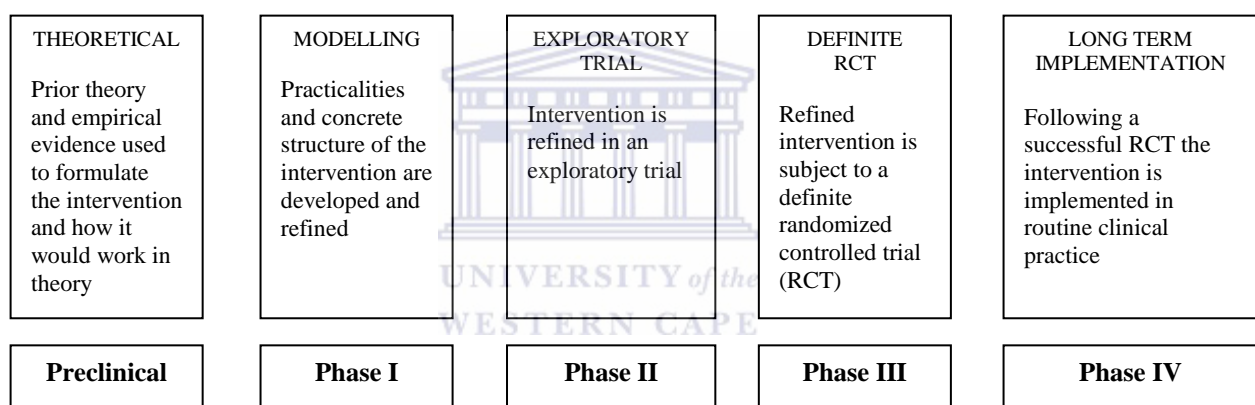 THEORETICAL
Prior theory
and empirical
evidence used
to formulate
the intervention
and how it
would work in
theory
MODELLING
Practicalities
and concrete
structure of the
intervention are
developed and
refined
EXPLORATORY
TRIAL
Intervention is
refined in an
exploratory trial
DEFINITE
RCT
Refined
intervention is
subject to a
definite
randomized
controlled trial
(RCT)
LONG TERM
IMPLEMENTATION
Following a
successful RCT the
intervention is
implemented in
routine clinical
practice
UNIVERSITY of the
WESTERN CAPE
Preclinical
Phase I
Phase II
Phase III
Phase IV